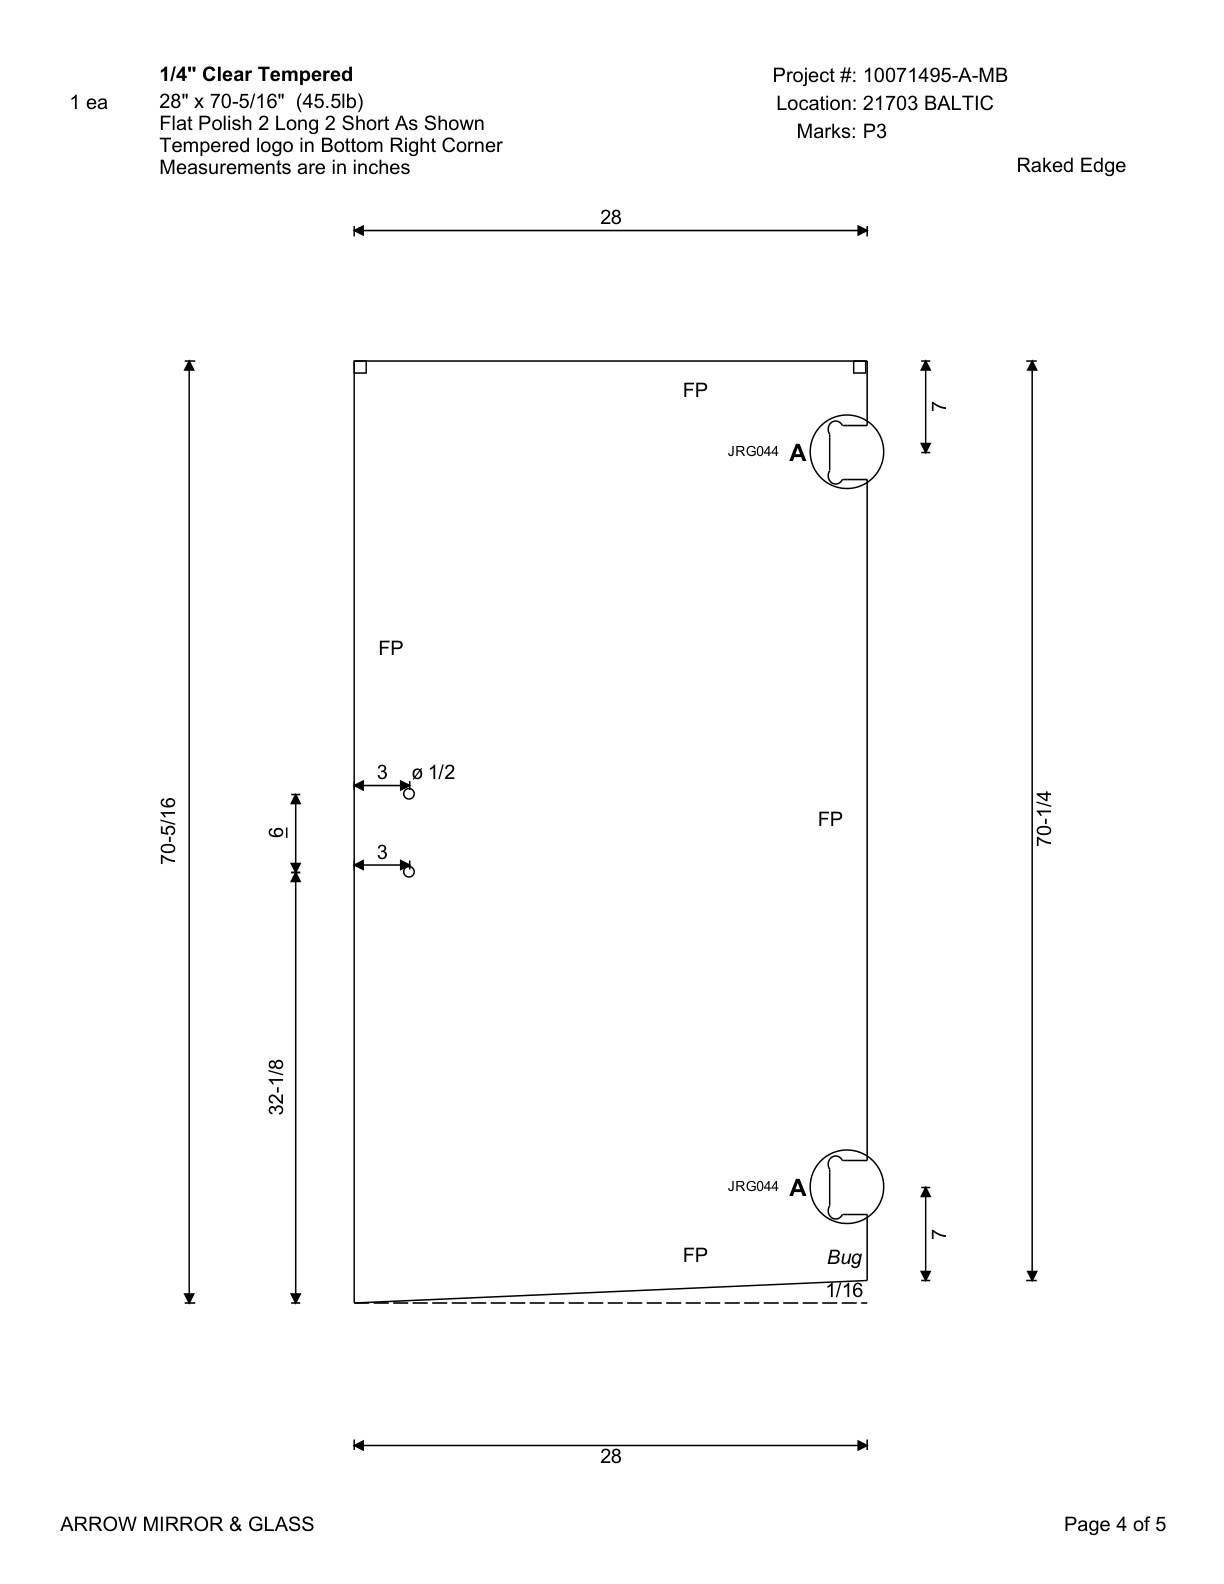 1/4" Clear Tempered
1 ea
28" x 70-5/16" (45.5lb)
Flat Polish 2 Long 2 Short As Shown
Tempered logo in Bottom Right Corner
Measurements are in inches
Project #: 10071495-A-MB
Location: 21703 BALTIC
Marks: P3
Raked Edge
28
FP
7
JRG044 A
FP
3 ø 1/2
6
3
70-5/16
FP
70-1/4
32-1/8
JRG044 A
7
FP
Bug
1/16
28
ARROW MIRROR & GLASS
Page 4 of 5